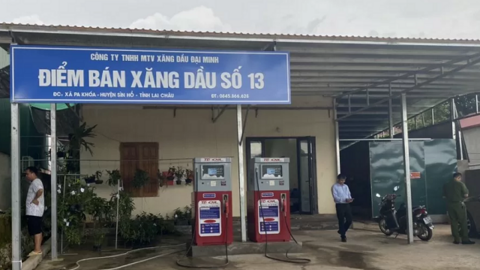 CÔNG TY TNHH MTV XĂNG DẦU ĐẠI MINH
ĐIỂM BÁN XĂNG DẦU SỐ 13
ĐC: XÃ PA KHÓA - HUYỆN SÌN HỒ - TỈNH LAI CHÂU